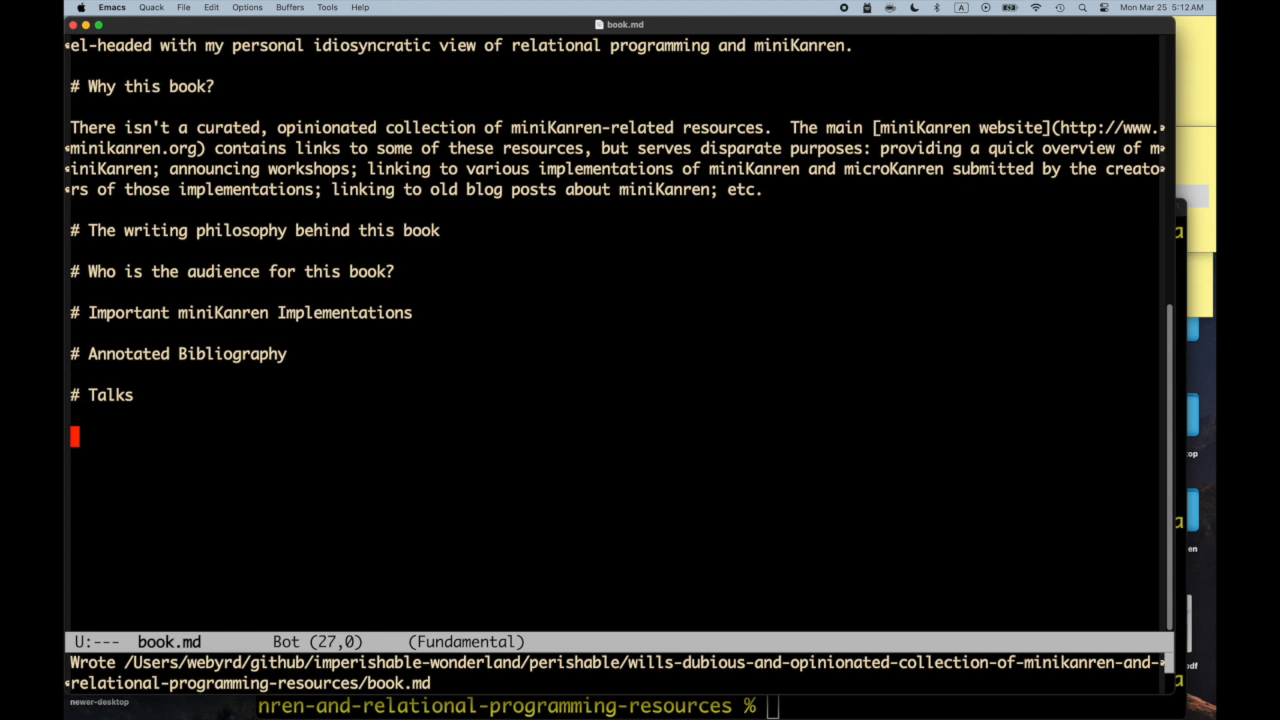 Emacs Quack File Edit Options Buffers Tools Help
A
Mon Mar 25 5:12 AM
book.md
el-headed with my personal idiosyncratic view of relational programming and miniKanren.
# Why this book?
There isn't a curated, opinionated collection of miniKanren-related resources. The main [miniKanren website](http://www.
minikanren.org) contains links to some of these resources, but serves disparate purposes: providing a quick overview of m
iniKanren; announcing workshops; linking to various implementations of miniKanren and microKanren submitted by the creato
rs of those implementations; linking to old blog posts about miniKanren; etc.
# The writing philosophy behind this book
# Who is the audience for this book?
# Important miniKanren Implementations
# Annotated Bibliography
# Talks
U:--- book.md Bot (27,0) (Fundamental)
Wrote /Users/webyrd/github/imperishable-wonderland/perishable/wills-dubious-and-opinionated-collection-of-minikanren-and-
relational-programming-resources/book.md
newer-desktop
nren-and-relational-programming-resources %
a
top
a
en
pdf
a